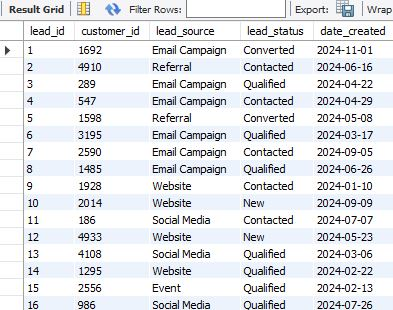 Result Grid Filter Rows: Export: Wrap
lead_id customer_id lead_source lead_status date_created
1 1692 Email Campaign Converted 2024-11-01
2 4910 Referral Contacted 2024-06-16
3 289 Email Campaign Qualified 2024-04-22
4 547 Email Campaign Contacted 2024-04-29
5 1598 Referral Converted 2024-05-08
6 3195 Email Campaign Qualified 2024-03-17
7 2590 Email Campaign Contacted 2024-09-05
8 1485 Email Campaign Qualified 2024-06-26
9 1928 Website Contacted 2024-01-10
10 2014 Website New 2024-09-09
11 186 Social Media Contacted 2024-07-07
12 4933 Website New 2024-05-23
13 4108 Social Media Qualified 2024-03-06
14 1295 Website Qualified 2024-02-22
15 2556 Event Qualified 2024-02-13
16 986 Social Media Qualified 2024-07-26